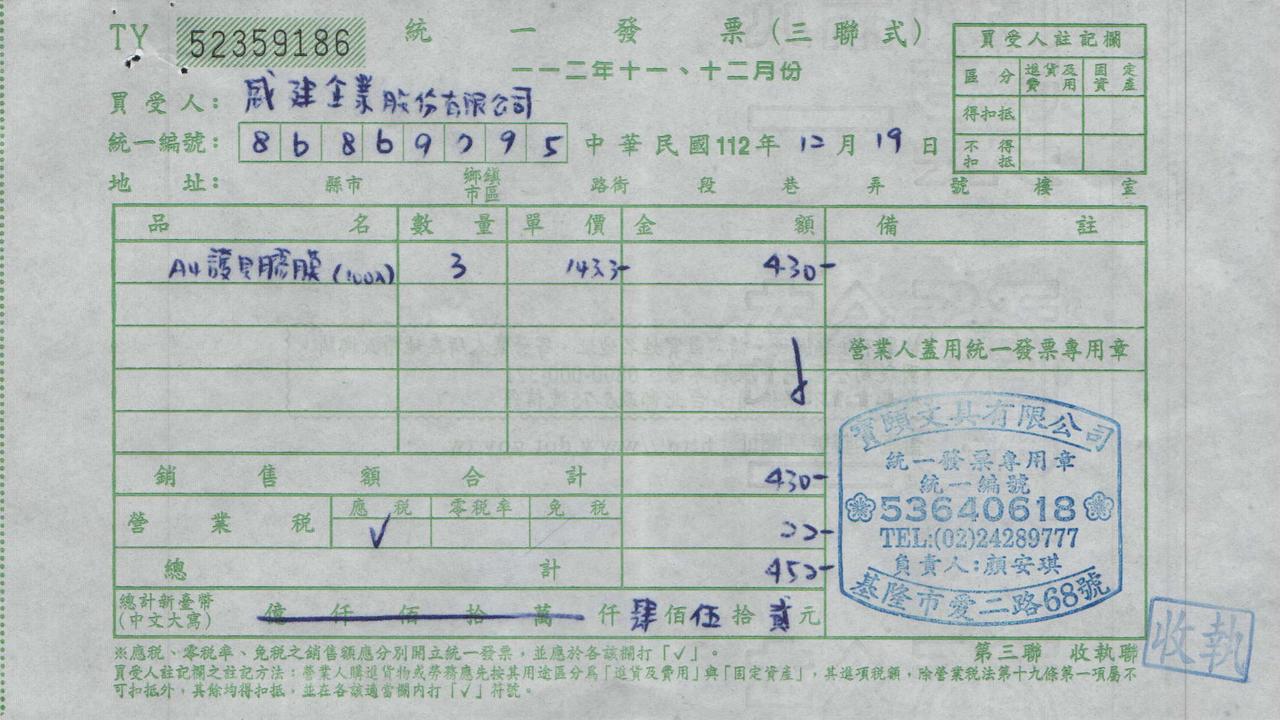 TY 52359186 統一發票(三聯式)
一一二年十一、十二月份
買受人註記欄
區分 進貨及費用 固定資產
得扣抵
不得扣抵
買受人: 威建企業股份有限公司
統一編號: 86869795 中華民國112年12月19日
地址: 縣市 鄉鎮市區 路街 段 巷 弄 號 樓 室
品名 數量 單價 金額 備註
A4護貝膠膜(100入) 3 143.3- 430-
營業人蓋用統一發票專用章
銷售額合計 430-
營業稅 應稅 零稅率 免稅
✓ 22-
總計 452-
總計新臺幣(中文大寫) 億仟佰拾萬仟肆佰伍拾貳元
寶頤文具有限公司
統一發票專用章
統一編號
53640618
TEL:(02)24289777
負責人:顏安琪
基隆市愛二路68號
※應稅、零稅率、免稅之銷售額應分別開立統一發票,並應於各該欄打「✓」。
第三聯 收執聯
收執
買受人註記欄之註記方法:營業人購進貨物或勞務應先按其用途區分為「進貨及費用」與「固定資產」,其進項稅額,除營業稅法第十九條第一項屬不
可扣抵外,其餘均得扣抵,並在各該適當欄內打「✓」符號。